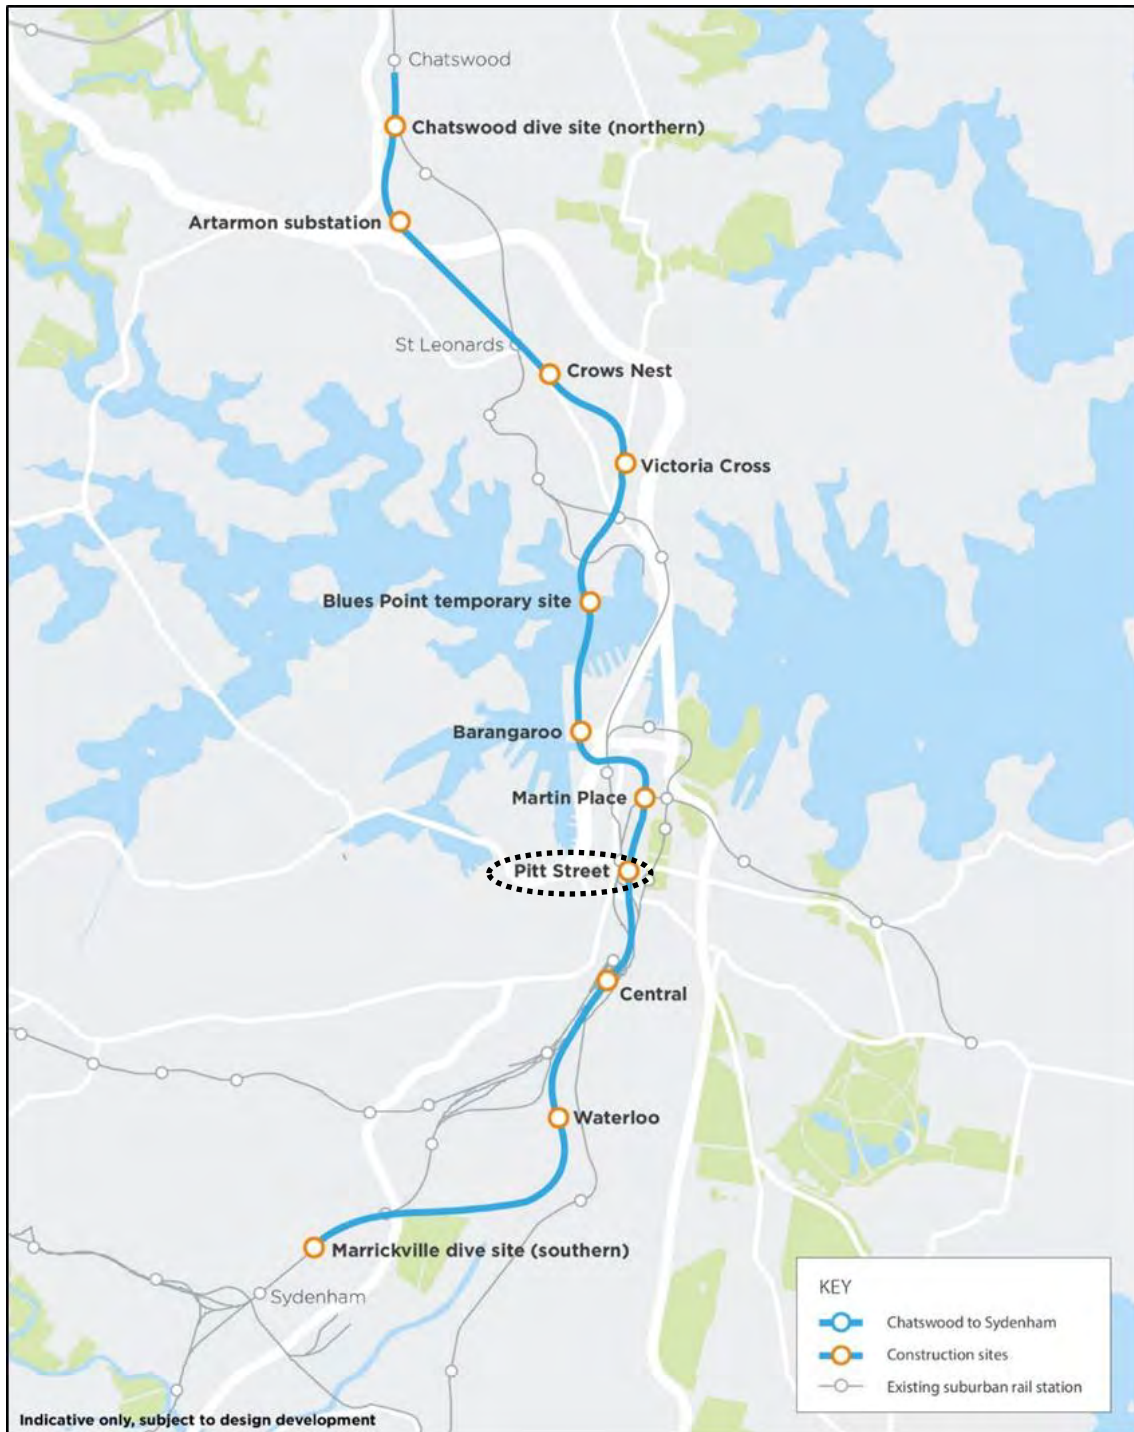 Chatswood
Chatswood dive site (northern)
Artarmon substation
St Leonards
Crows Nest
Victoria Cross
Blues Point temporary site
Barangaroo
Martin Place
Pitt Street
Central
Waterloo
Marrickville dive site (southern)
Sydenham
KEY
Chatswood to Sydenham
Construction sites
Existing suburban rail station
Indicative only, subject to design development